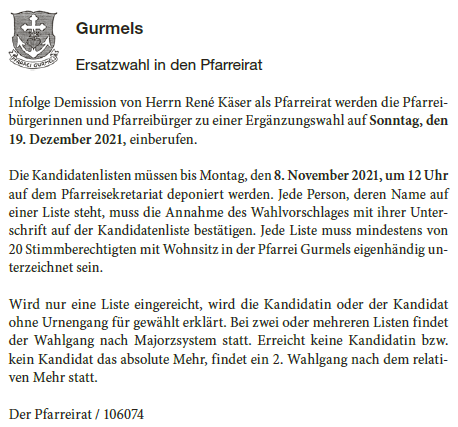 Gurmels
PFARREI GURMELS
Ersatzwahl in den Pfarreirat
Infolge Demission von Herrn René Käser als Pfarreirat werden die Pfarrei-
bürgerinnen und Pfarreibürger zu einer Ergänzungswahl auf Sonntag, den
19. Dezember 2021, einberufen.
Die Kandidatenlisten müssen bis Montag, den 8. November 2021, um 12 Uhr
auf dem Pfarreisekretariat deponiert werden. Jede Person, deren Name auf
einer Liste steht, muss die Annahme des Wahlvorschlages mit ihrer Unter-
schrift auf der Kandidatenliste bestätigen. Jede Liste muss mindestens von
20 Stimmberechtigten mit Wohnsitz in der Pfarrei Gurmels eigenhändig un-
terzeichnet sein.
Wird nur eine Liste eingereicht, wird die Kandidatin oder der Kandidat
ohne Urnengang für gewählt erklärt. Bei zwei oder mehreren Listen findet
der Wahlgang nach Majorzsystem statt. Erreicht keine Kandidatin bzw.
kein Kandidat das absolute Mehr, findet ein 2. Wahlgang nach dem relati-
ven Mehr statt.
Der Pfarreirat / 106074